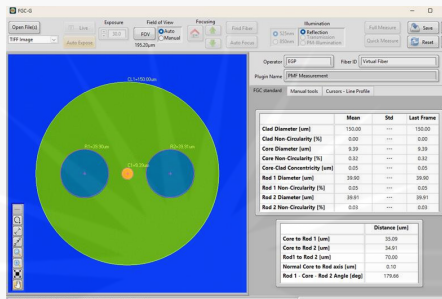 FGC-G
Open File(s)
TIFF Image
Link
Auto Expose
Exposure
20.0
Field of View
FOV
Auto
Manual
195.20µm
Focusing
Find Fiber
Auto Focus
Illumination
Reflection
Transmission
PM-Illumination
Full Measure
Quick Measure
Save
Reset
Operator EGP Fiber ID Virtual Fiber
Plugin Name PMF Measurement
FGC standard Manual tools Cursors - Line Profile
CL1=150.00um
Mean Std Last Frame
Clad Diameter [um] 150.00 --- 150.00
Clad Non-Circularity [%] 0.00 --- 0.00
Core Diameter [um] 9.39 --- 9.39
Core Non-Circularity [%] 0.32 --- 0.32
Core-Clad Concentricity [um] 0.05 --- 0.05
Rod 1 Diameter [um] 39.90 --- 39.90
Rod 1 Non-Circularity [%] 0.05 --- 0.05
Rod 2 Diameter [um] 39.91 --- 39.91
Rod 2 Non-Circularity [%] 0.03 --- 0.03
Distance [um]
Core to Rod 1 [um] 35.09
Core to Rod 2 [um] 34.91
Rod1 to Rod 2 [um] 70.00
Normal Core to Rod axis [um] 0.10
Rod 1 - Core - Rod 2 Angle [deg] 179.66